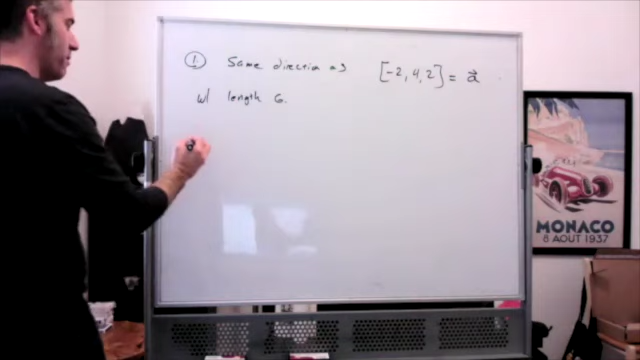 ① Same direction as [-2, 4, 2] = a⃗
w/ length 6.
MONACO
8 AOUT 1937